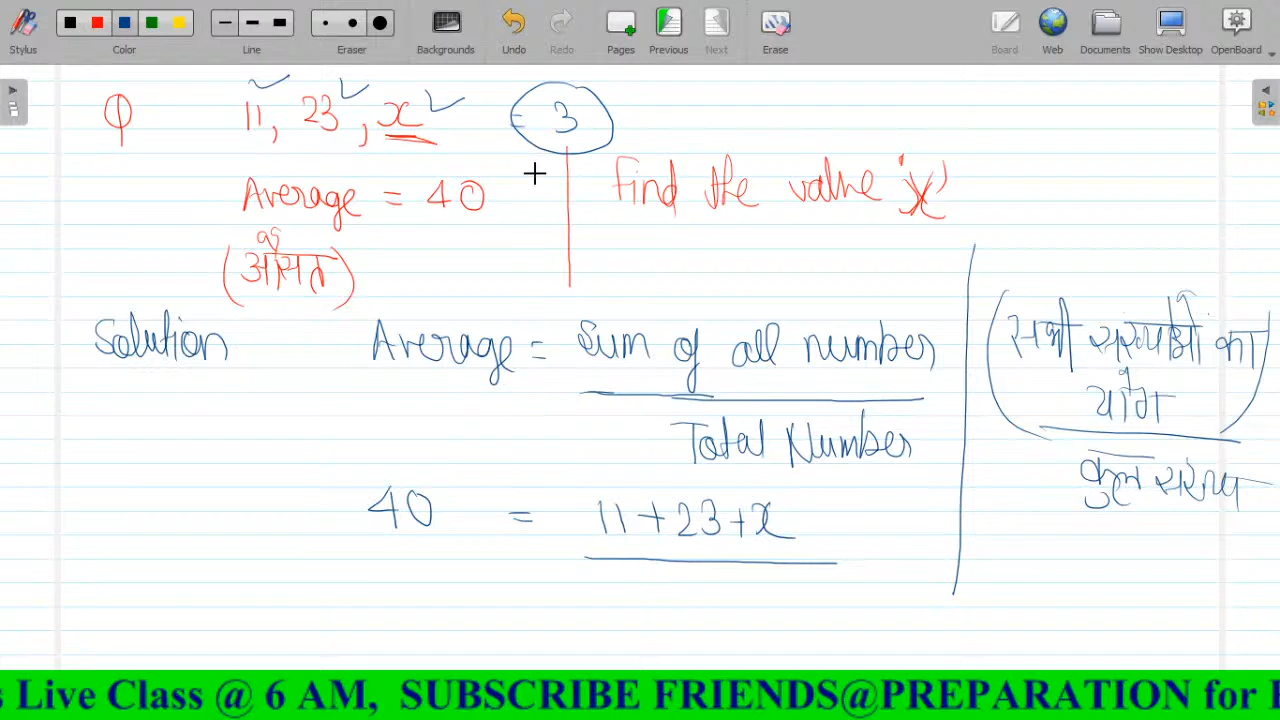 Stylus Color Line Eraser Backgrounds Undo Redo Pages Previous Next Erase Board Web Documents Show Desktop OpenBoard
Q 11, 23, x = 3
Average = 40 Find the value 'x'
(औसत)
Solution Average = Sum of all number
Total Number
(सभी संख्याओं का
योग)
कुल संख्या
40 = 11+23+x
s Live Class @ 6 AM, SUBSCRIBE FRIENDS@PREPARATION for